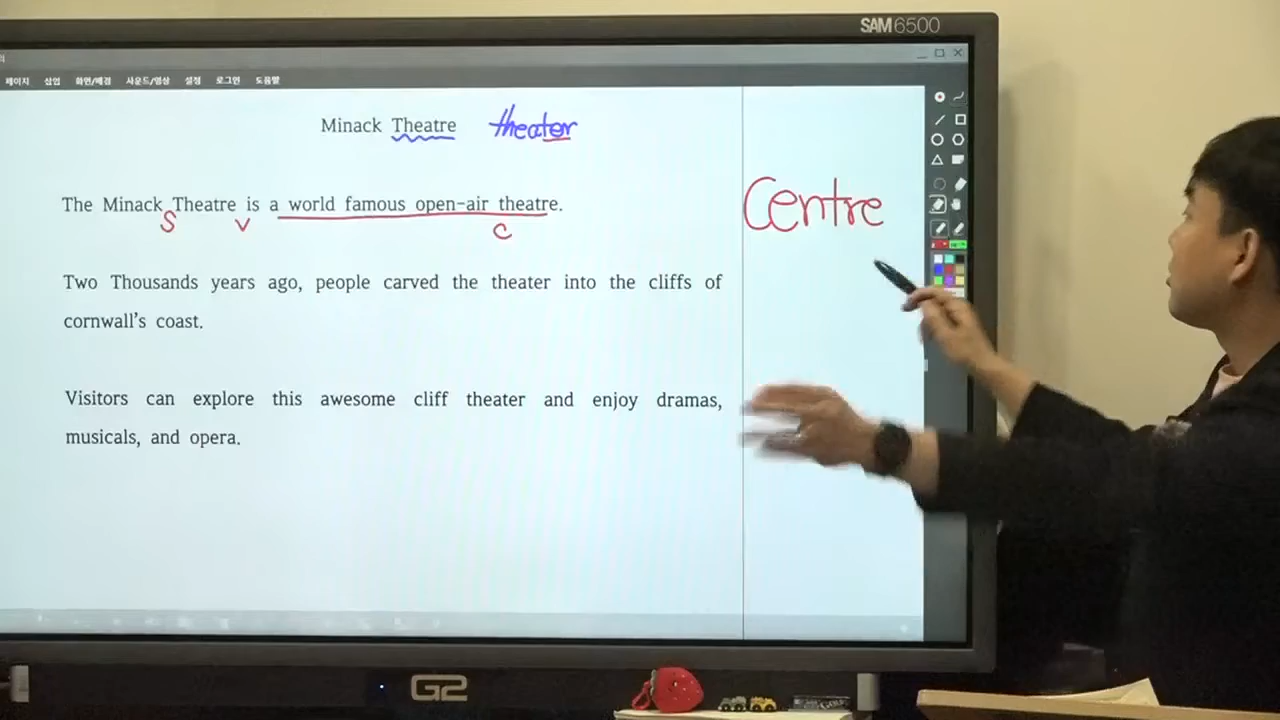 SAM6500
페이지 삽입 화면/배경 사운드/영상 설정 로그인 도움말
Minack Theatre theater
The Minack Theatre is a world famous open-air theatre.
S V C
Centre
Two Thousands years ago, people carved the theater into the cliffs of
cornwall's coast.
Visitors can explore this awesome cliff theater and enjoy dramas,
musicals, and opera.
G2